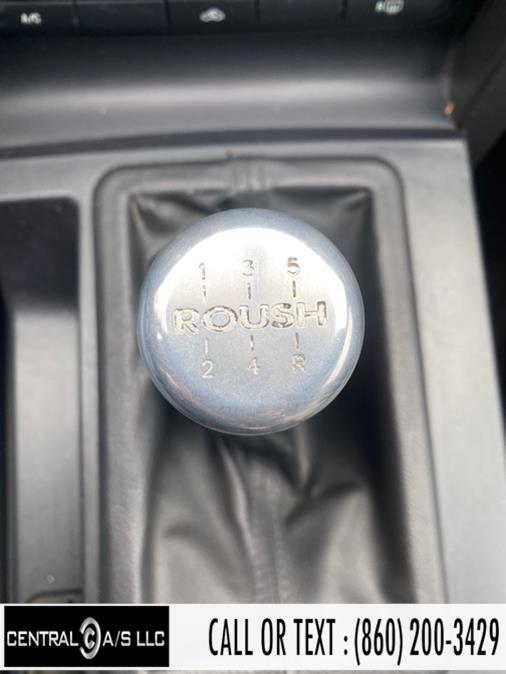 A/C
1 3 5
ROUSH
2 4 R
CENTRAL C A/S LLC
CALL OR TEXT : (860) 200-3429